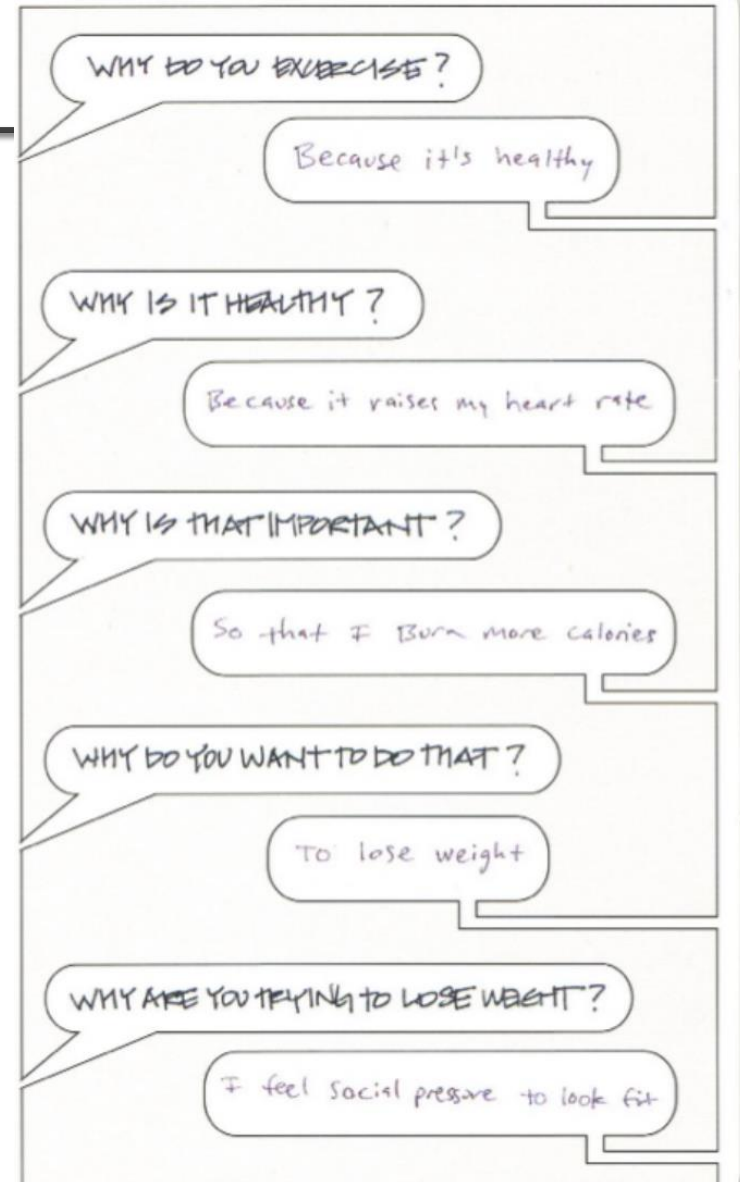 WHY DO YOU EXCERCISE?
Because it's healthy
WHY IS IT HEALTHY?
Because it raises my heart rate
WHY IS THAT IMPORTANT?
So that I Burn more calories
WHY DO YOU WANT TO DO THAT?
To lose weight
WHY ARE YOU TRYING TO LOSE WEIGHT?
I feel social pressure to look fit